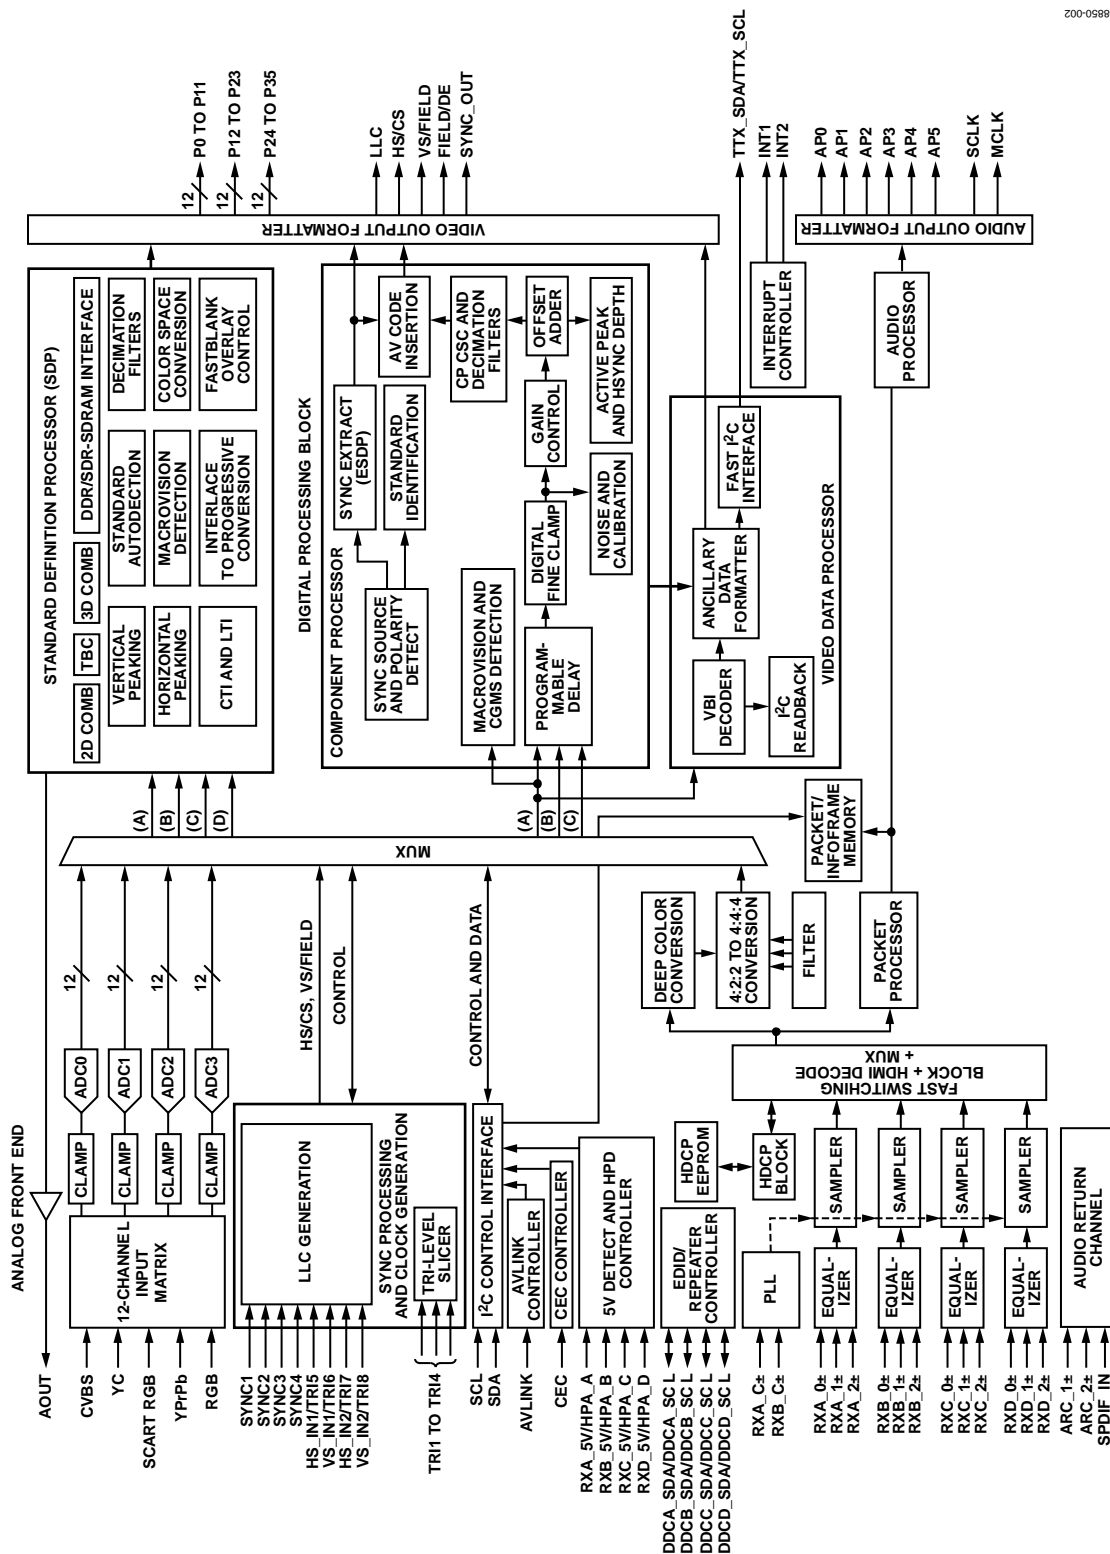 08850-002
ANALOG FRONT END
AOUT
CVBS
YC
SCART RGB
YPrPb
RGB
12-CHANNEL
INPUT
MATRIX
CLAMP
CLAMP
CLAMP
CLAMP
ADC0
ADC1
ADC2
ADC3
12
12
12
12
SYNC1
SYNC2
SYNC3
SYNC4
HS_IN1/TRI5
VS_IN1/TRI6
HS_IN2/TRI7
VS_IN2/TRI8
TRI1 TO TRI4
LLC GENERATION
SYNC PROCESSING
AND CLOCK GENERATION
TRI-LEVEL
SLICER
HS/CS, VS/FIELD
CONTROL
SCL
SDA
I2C CONTROL INTERFACE
CONTROL AND DATA
AVLINK
AVLINK
CONTROLLER
CEC
CEC CONTROLLER
RXA_5V/HPA_A
RXB_5V/HPA_B
RXC_5V/HPA_C
RXD_5V/HPA_D
5V DETECT AND HPD
CONTROLLER
DDCA_SDA/DDCA_SCL
DDCB_SDA/DDCB_SCL
DDCC_SDA/DDCC_SCL
DDCD_SDA/DDCD_SCL
EDID/
REPEATER
CONTROLLER
HDCP
EEPROM
HDCP
BLOCK
RXA_C±
RXB_C±
PLL
RXA_0±
RXA_1±
RXA_2±
EQUAL-
IZER
SAMPLER
RXB_0±
RXB_1±
RXB_2±
EQUAL-
IZER
SAMPLER
RXC_0±
RXC_1±
RXC_2±
EQUAL-
IZER
SAMPLER
RXD_0±
RXD_1±
RXD_2±
EQUAL-
IZER
SAMPLER
ARC_1±
ARC_2±
SPDIF IN
AUDIO RETURN
CHANNEL
FAST SWITCHING
BLOCK + HDMI DECODE
+ MUX
DEEP COLOR
CONVERSION
4:2:2 TO 4:4:4
CONVERSION
FILTER
PACKET
PROCESSOR
PACKET/
INFOFRAME
MEMORY
MUX
(A)
(B)
(C)
(D)
(A)
(B)
(C)
STANDARD DEFINITION PROCESSOR (SDP)
2D COMB
TBC
3D COMB
DDR/SDR-SDRAM INTERFACE
VERTICAL
PEAKING
STANDARD
AUTODECTION
DECIMATION
FILTERS
HORIZONTAL
PEAKING
MACROVISION
DETECTION
COLOR SPACE
CONVERSION
CTI AND LTI
INTERLACE
TO PROGRESSIVE
CONVERSION
FASTBLANK
OVERLAY
CONTROL
DIGITAL PROCESSING BLOCK
COMPONENT PROCESSOR
SYNC SOURCE
AND POLARITY
DETECT
SYNC EXTRACT
(ESDP)
STANDARD
IDENTIFICATION
AV CODE
INSERTION
MACROVISION AND
CGMS DETECTION
CP CSC AND
DECIMATION
FILTERS
PROGRAM-
MABLE
DELAY
DIGITAL
FINE CLAMP
GAIN
CONTROL
OFFSET
ADDER
NOISE AND
CALIBRATION
ACTIVE PEAK
AND HSYNC DEPTH
VBI
DECODER
ANCILLARY
DATA
FORMATTER
FAST I2C
INTERFACE
I2C
READBACK
VIDEO DATA PROCESSOR
INTERRUPT
CONTROLLER
AUDIO
PROCESSOR
VIDEO OUTPUT FORMATTER
AUDIO OUTPUT FORMATTER
12
12
12
P0 TO P11
P12 TO P23
P24 TO P35
LLC
HS/CS
VS/FIELD
FIELD/DE
SYNC_OUT
TTX_SDA/TTX_SCL
INT1
INT2
AP0
AP1
AP2
AP3
AP4
AP5
SCLK
MCLK